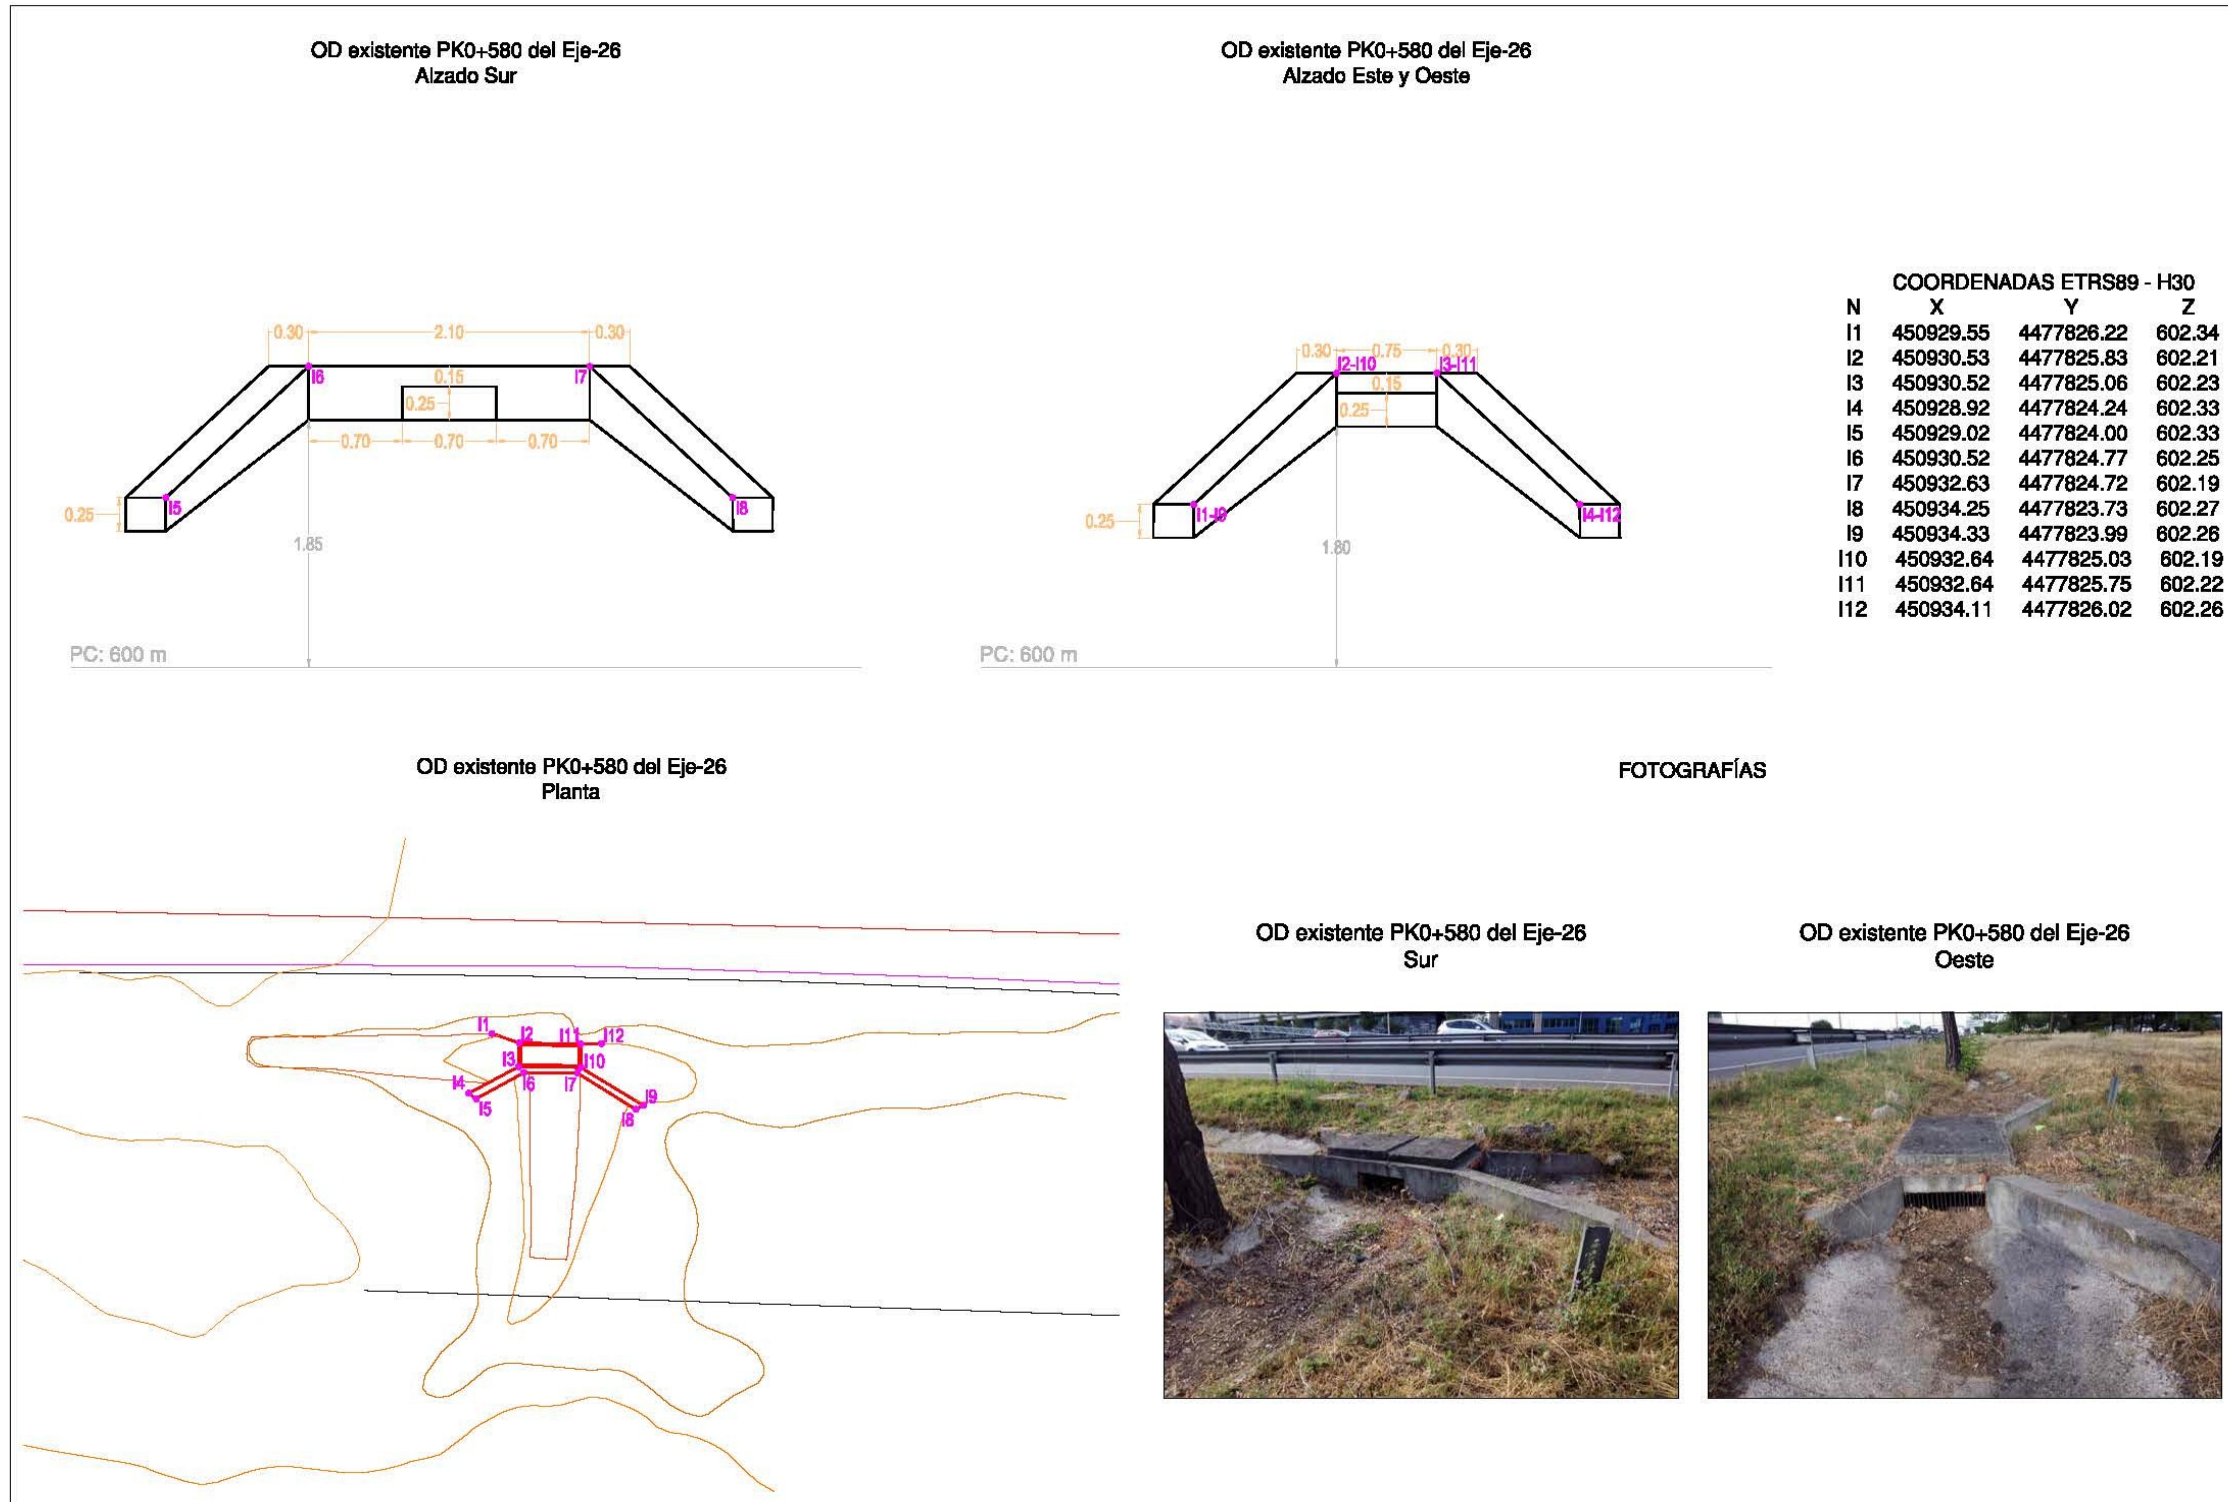 OD existente PK0+580 del Eje-26
Alzado Sur
0.30
2.10
0.30
I6
I7
0.15
0.25
0.70
0.70
0.70
0.25
I5
I8
1.85
PC: 600 m
OD existente PK0+580 del Eje-26
Alzado Este y Oeste
0.30
0.75
0.30
I2-I10
I3-I11
0.15
0.25
0.25
I1-I9
I4-I12
1.80
PC: 600 m
COORDENADAS ETRS89 - H30
N X Y Z
I1 450929.55 4477826.22 602.34
I2 450930.53 4477825.83 602.21
I3 450930.52 4477825.06 602.23
I4 450928.92 4477824.24 602.33
I5 450929.02 4477824.00 602.33
I6 450930.52 4477824.77 602.25
I7 450932.63 4477824.72 602.19
I8 450934.25 4477823.73 602.27
I9 450934.33 4477823.99 602.26
I10 450932.64 4477825.03 602.19
I11 450932.64 4477825.75 602.22
I12 450934.11 4477826.02 602.26
OD existente PK0+580 del Eje-26
Planta
I1
I2
I11
I12
I3
I10
I4
I6
I7
I5
I9
I8
FOTOGRAFÍAS
OD existente PK0+580 del Eje-26
Sur
OD existente PK0+580 del Eje-26
Oeste